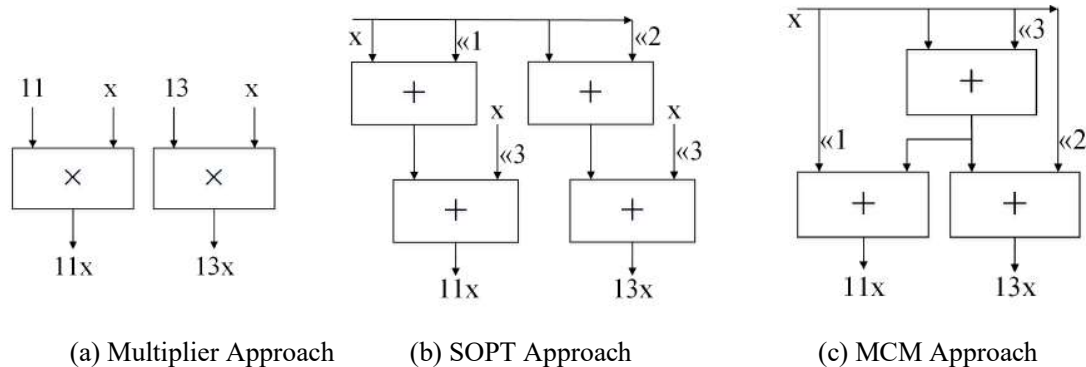 11 x 13 x
× ×
11x 13x
(a) Multiplier Approach
x «1 «2
+ +
x x
«3 «3
+ +
11x 13x
(b) SOPT Approach
x
«3
+
«1 «2
+ +
11x 13x
(c) MCM Approach